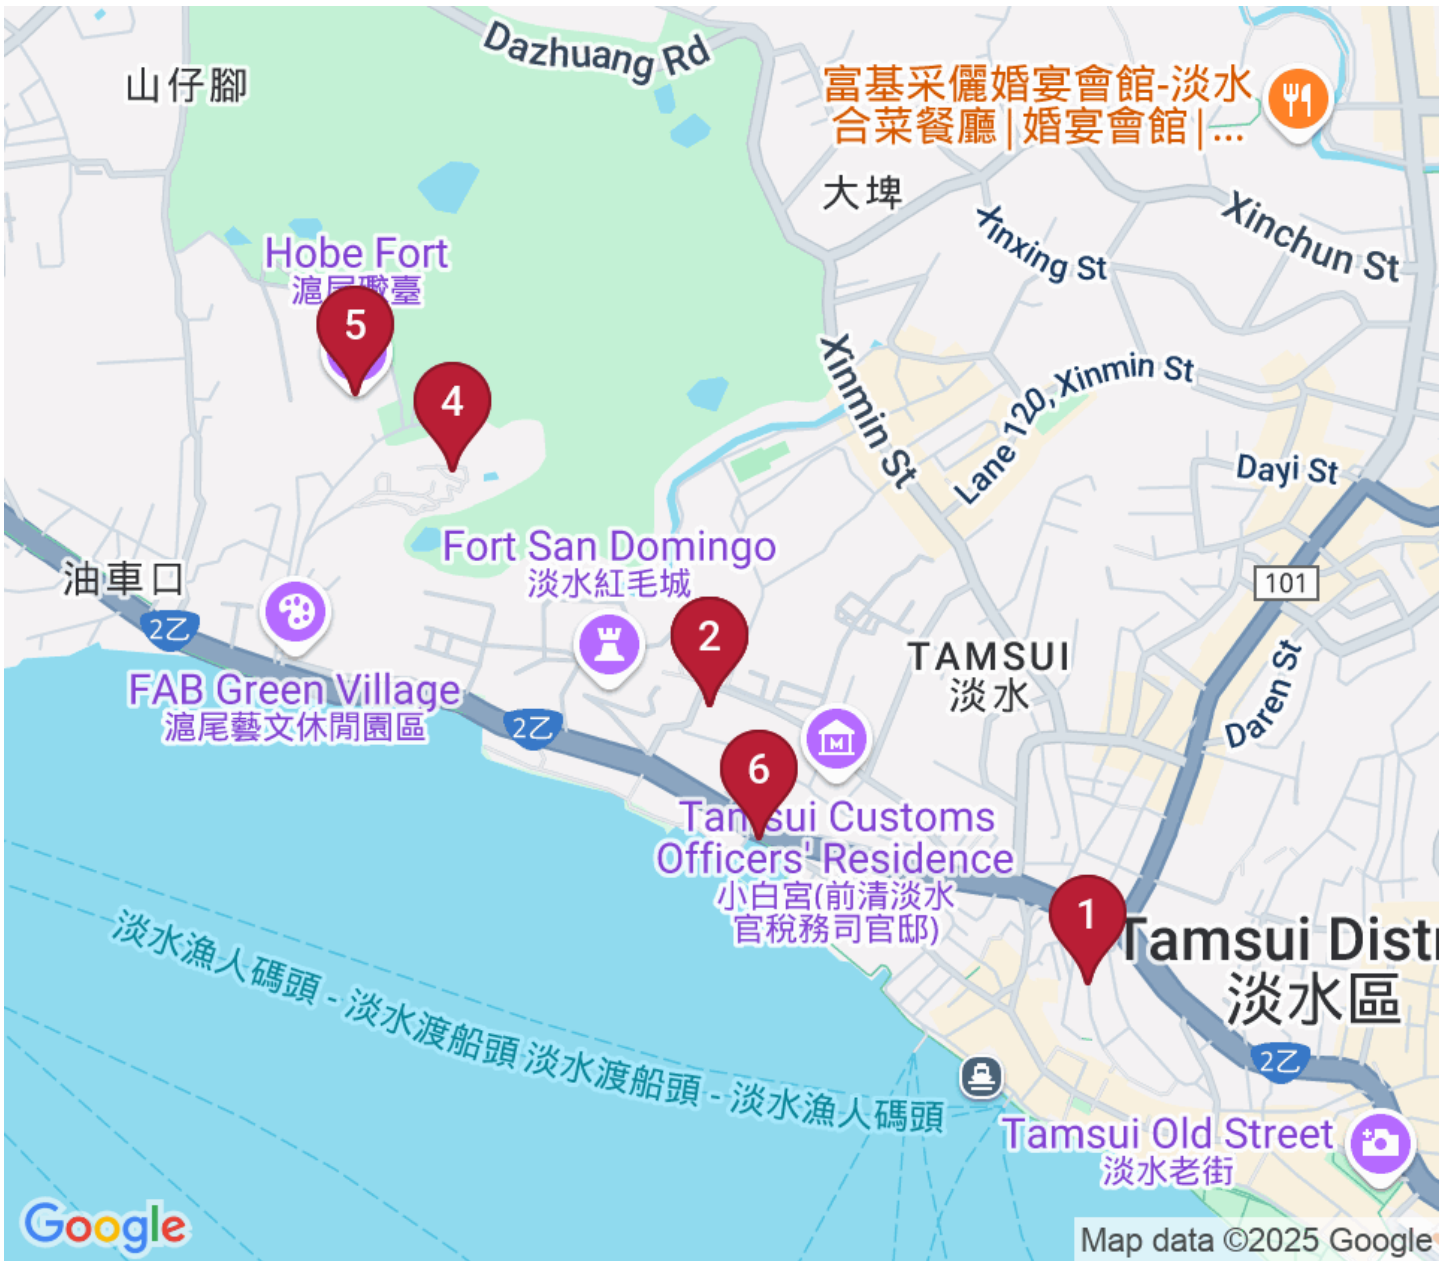 Dazhuang Rd
山仔腳
富基采儷婚宴會館-淡水
合菜餐廳|婚宴會館|...
大埤
Xinxing St
Xinchun St
Hobe Fort
滬尾礮臺
5
4
Xinmin St
Lane 120, Xinmin St
Dayi St
101
Daren St
Fort San Domingo
淡水紅毛城
油車口
2乙
FAB Green Village
滬尾藝文休閒園區
2乙
2
TAMSUI
淡水
6
Tamsui Customs
Officers' Residence
小白宮(前清淡水
官稅務司官邸)
1
Tamsui Distr
淡水區
淡水漁人碼頭 - 淡水渡船頭
淡水渡船頭 - 淡水漁人碼頭
2乙
Tamsui Old Street
淡水老街
Google
Map data ©2025 Google